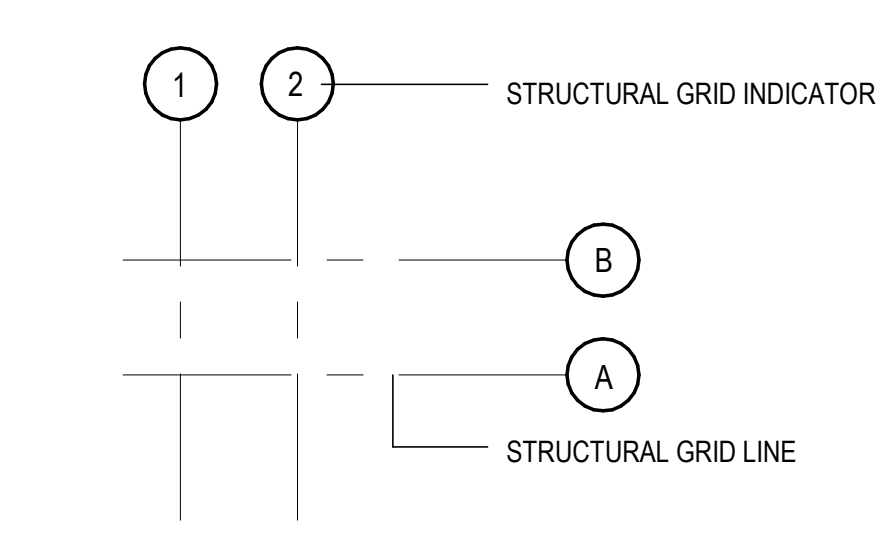 1 2 STRUCTURAL GRID INDICATOR
B
A
STRUCTURAL GRID LINE